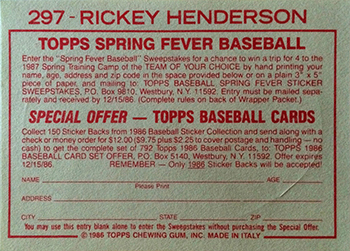 297 - RICKEY HENDERSON
TOPPS SPRING FEVER BASEBALL
Enter the "Spring Fever Baseball" Sweepstakes for a chance to win a trip for 4 to the
1987 Spring Training Camp of the TEAM OF YOUR CHOICE by hand printing your
name, age, address and zip code in the space provided below or on a plain 3" x 5"
piece of paper, and mailing to: TOPPS BASEBALL SPRING FEVER STICKER
SWEEPSTAKES, P.O. Box 9810, Westbury, N.Y. 11592. Entry must be mailed sepa-
rately and received by 12/15/86. (Complete rules on back of Wrapper Packet.)
SPECIAL OFFER — TOPPS BASEBALL CARDS
Collect 150 Sticker Backs from 1986 Baseball Sticker Collection and send along with a
check or money order for $12.00 ($9.75 plus $2.25 to cover postage and handling — no
cash) to get the complete set of 792 Topps 1986 Baseball Cards, to: TOPPS 1986
BASEBALL CARD SET OFFER, P.O. Box 5140, Westbury, N.Y. 11592. Offer expires
12/15/86. REMEMBER — Only 1986 Sticker Backs will be accepted!
NAME AGE
Please Print
ADDRESS
CITY STATE ZIP
You may use this entry blank alone to enter the Sweepstakes without purchasing the Special Offer.
© 1986 TOPPS CHEWING GUM, INC. MADE IN ITALY